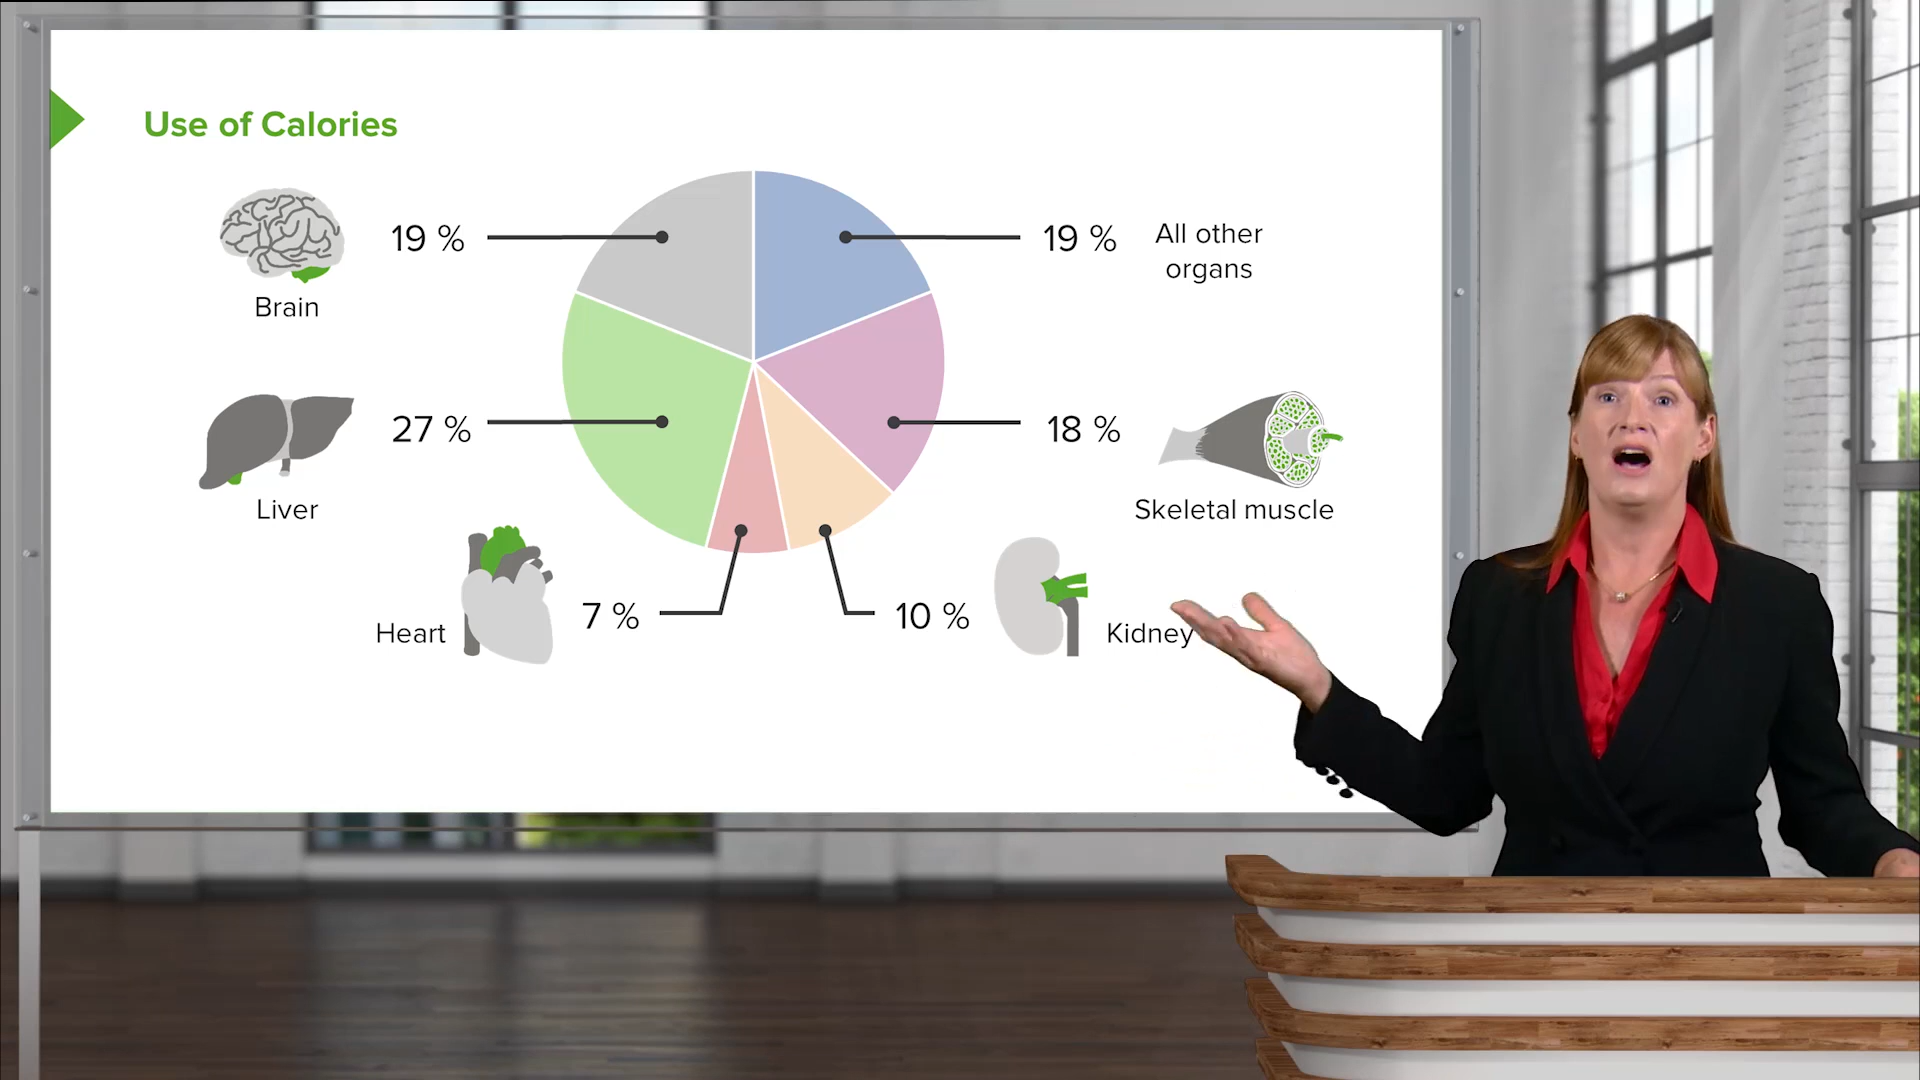 Use of Calories
19 %
Brain
19 %
All other
organs
27 %
Liver
18 %
Skeletal muscle
Heart
7 %
10 %
Kidney